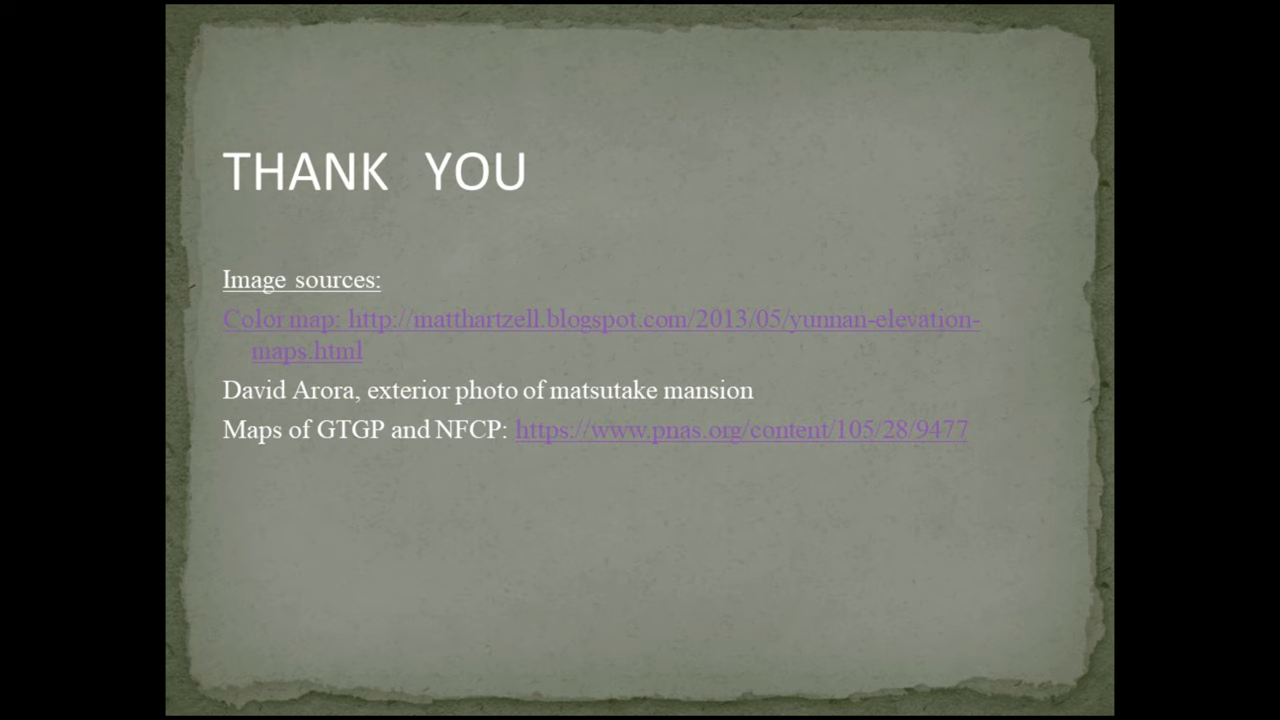 THANK YOU
Image sources:
Color map: http://matthartzell.blogspot.com/2013/05/yunnan-elevation-
maps.html
David Arora, exterior photo of matsutake mansion
Maps of GTGP and NFCP: https://www.pnas.org/content/105/28/9477